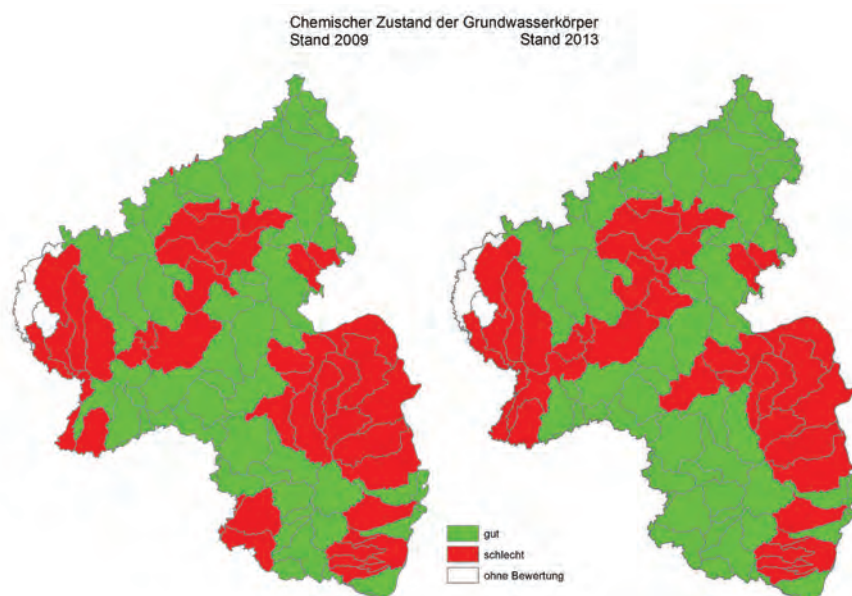 Chemischer Zustand der Grundwasserkörper
Stand 2009 Stand 2013
gut
schlecht
ohne Bewertung